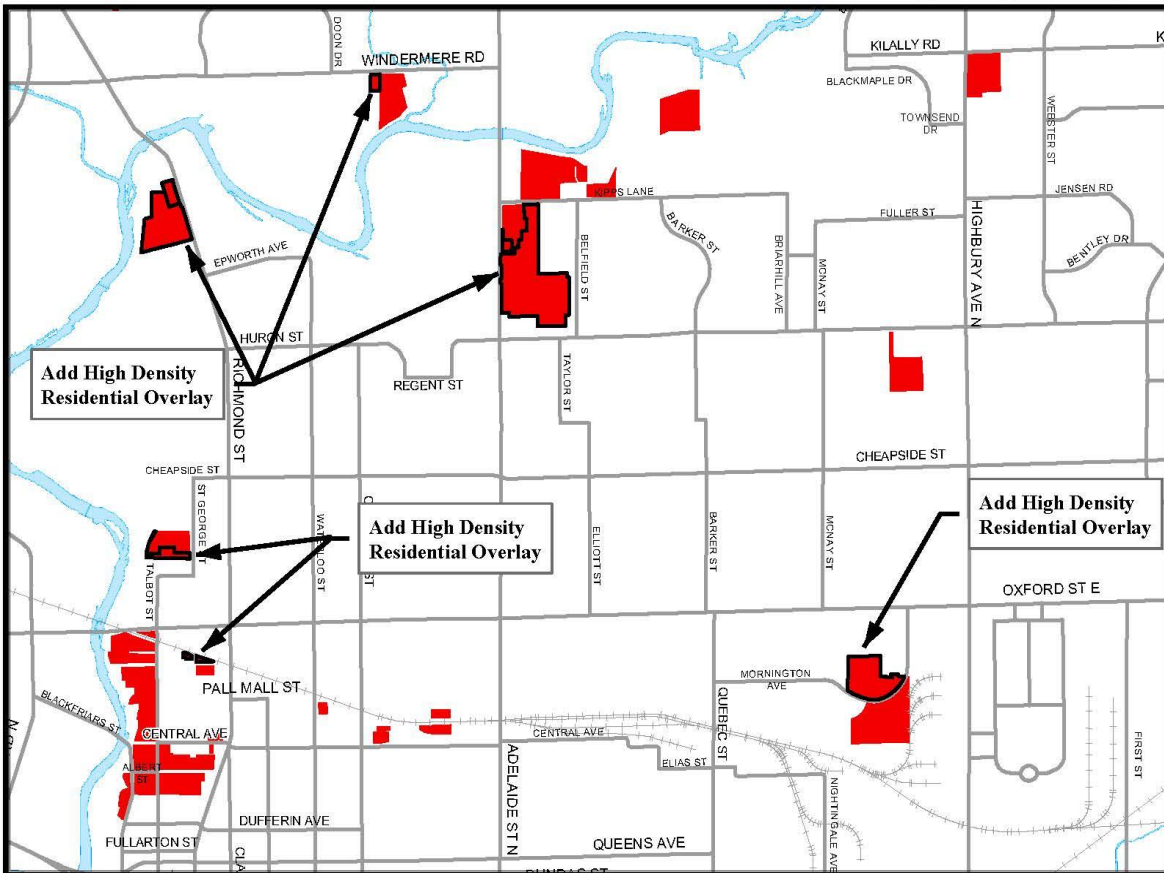 DOON DR
WINDERMERE RD
KILALLY RD
K
BLACKMAPLE DR
TOWNSEND
DR
WEBSTER ST
KIPPS LANE
JENSEN RD
FULLER ST
BARKER ST
BELFIELD ST
BRIARHILL AVE
MCNAY ST
HIGHBURY AVE N
BENTLEY DR
EPWORTH AVE
HURON ST
RICHMOND ST
REGENT ST
TAYLOR ST
Add High Density
Residential Overlay
CHEAPSIDE ST
CHEAPSIDE ST
ST GEORGE ST
WATERLOO ST
Add High Density
Residential Overlay
ELLIOTT ST
BARKER ST
MCNAY ST
Add High Density
Residential Overlay
TALBOT ST
OXFORD ST E
PALL MALL ST
MORNINGTON
AVE
QUEBEC ST
BLACKFRIARS ST
CENTRAL AVE
CENTRAL AVE
ALBERT
ST
ADELAIDE ST N
ELIAS ST
NIGHTINGALE AVE
FIRST ST
DUFFERIN AVE
FULLARTON ST
QUEENS AVE
CLA
DUNDAS ST